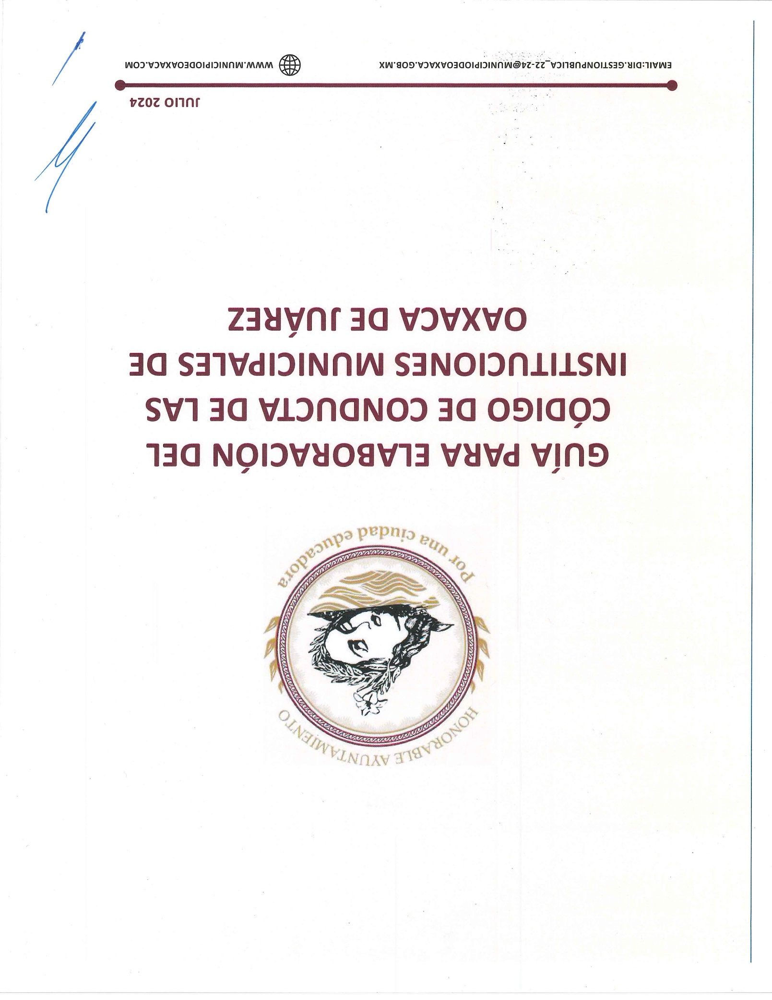 HONORABLE AYUNTAMIENTO
Por una ciudad educadora
GUÍA PARA ELABORACIÓN DEL
CÓDIGO DE CONDUCTA DE LAS
INSTITUCIONES MUNICIPALES DE
OAXACA DE JUÁREZ
JULIO 2024
EMAIL:DIR.GESTIONPUBLICA_22-24@MUNICIPIODEOAXACA.GOB.MX
WWW.MUNICIPIODEOAXACA.COM